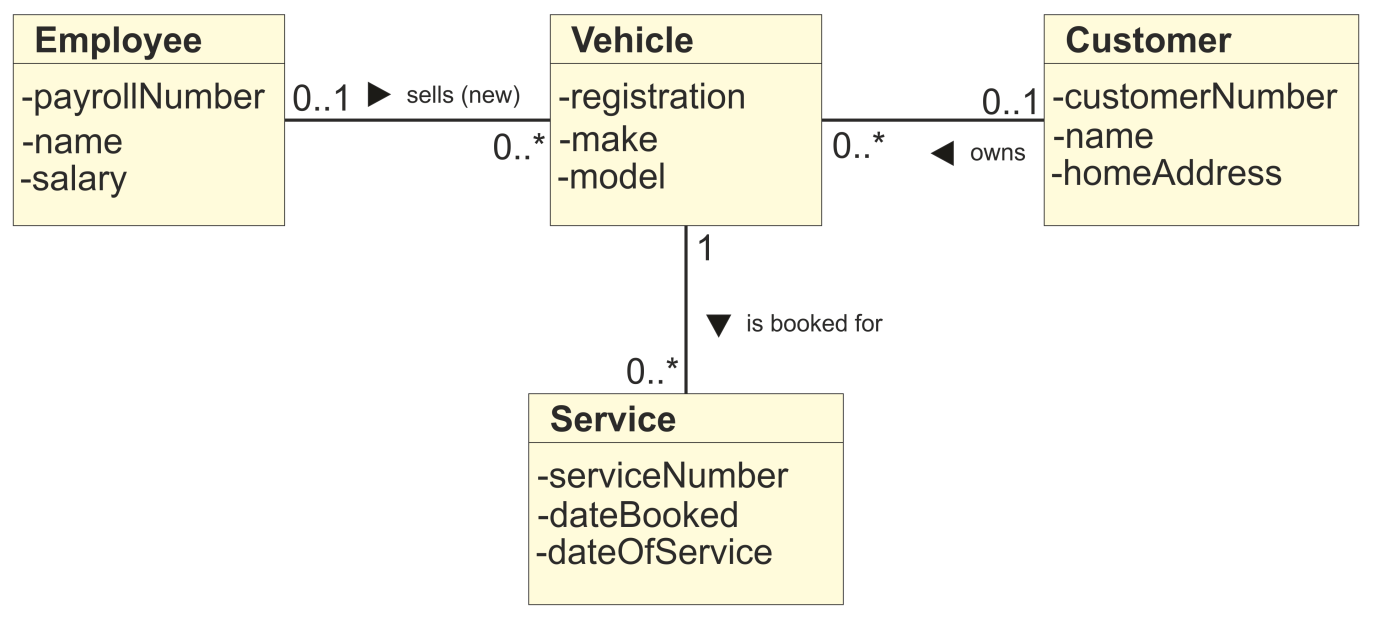 Employee
-payrollNumber
-name
-salary
0..1
▶ sells (new)
0..*
Vehicle
-registration
-make
-model
0..1
0..*
◀ owns
Customer
-customerNumber
-name
-homeAddress
1
▼ is booked for
0..*
Service
-serviceNumber
-dateBooked
-dateOfService